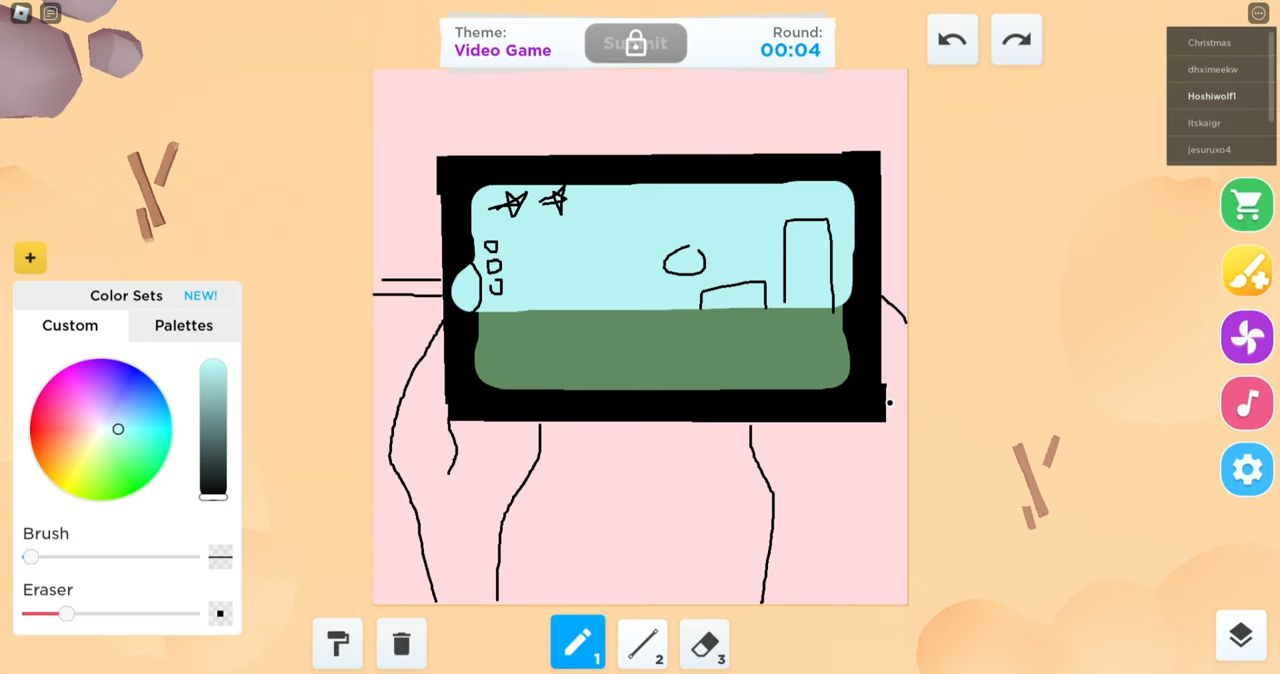 Theme:
Video Game
Submit
Round:
00:04
Christmas
dhximeekw
Hoshiwolf1
Itskaigr
jesuruxo4
+
Color Sets NEW!
Custom Palettes
Brush
Eraser
1
2
3